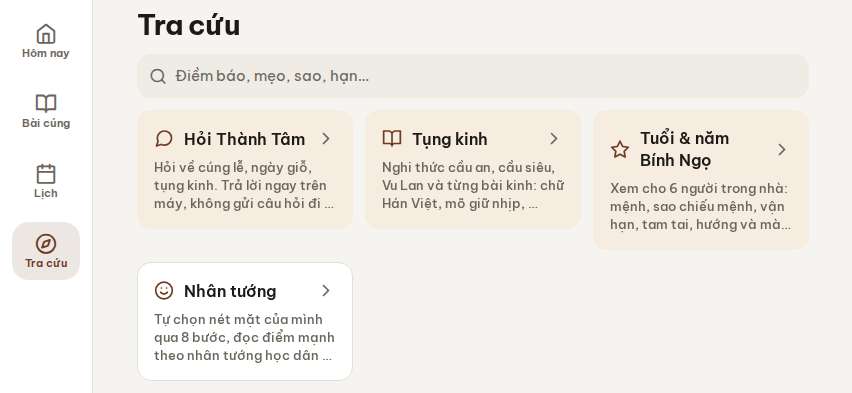 Tra cứu
Hôm nay
Bài cúng
Lịch
Tra cứu
Điềm báo, mẹo, sao, hạn...
Hỏi Thành Tâm
Hỏi về cúng lễ, ngày giỗ,
tụng kinh. Trả lời ngay trên
máy, không gửi câu hỏi đi ...
Tụng kinh
Nghi thức cầu an, cầu siêu,
Vu Lan và từng bài kinh: chữ
Hán Việt, mõ giữ nhịp, ...
Tuổi & năm
Bính Ngọ
Xem cho 6 người trong nhà:
mệnh, sao chiếu mệnh, vận
hạn, tam tai, hướng và mà...
Nhân tướng
Tự chọn nét mặt của mình
qua 8 bước, đọc điểm mạnh
theo nhân tướng học dân ...